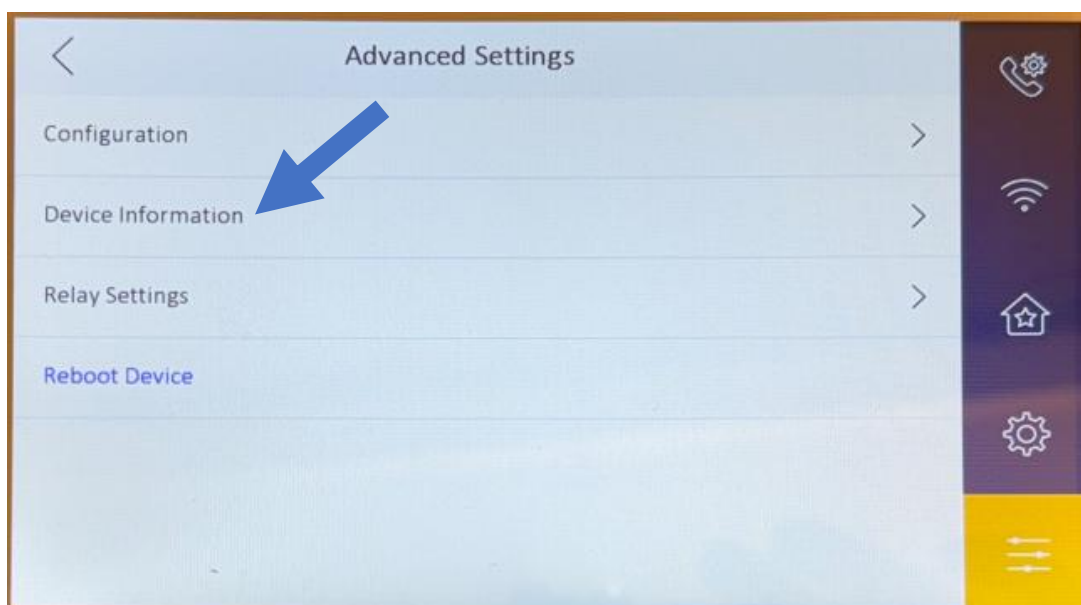 Advanced Settings
Configuration
Device Information
Relay Settings
Reboot Device